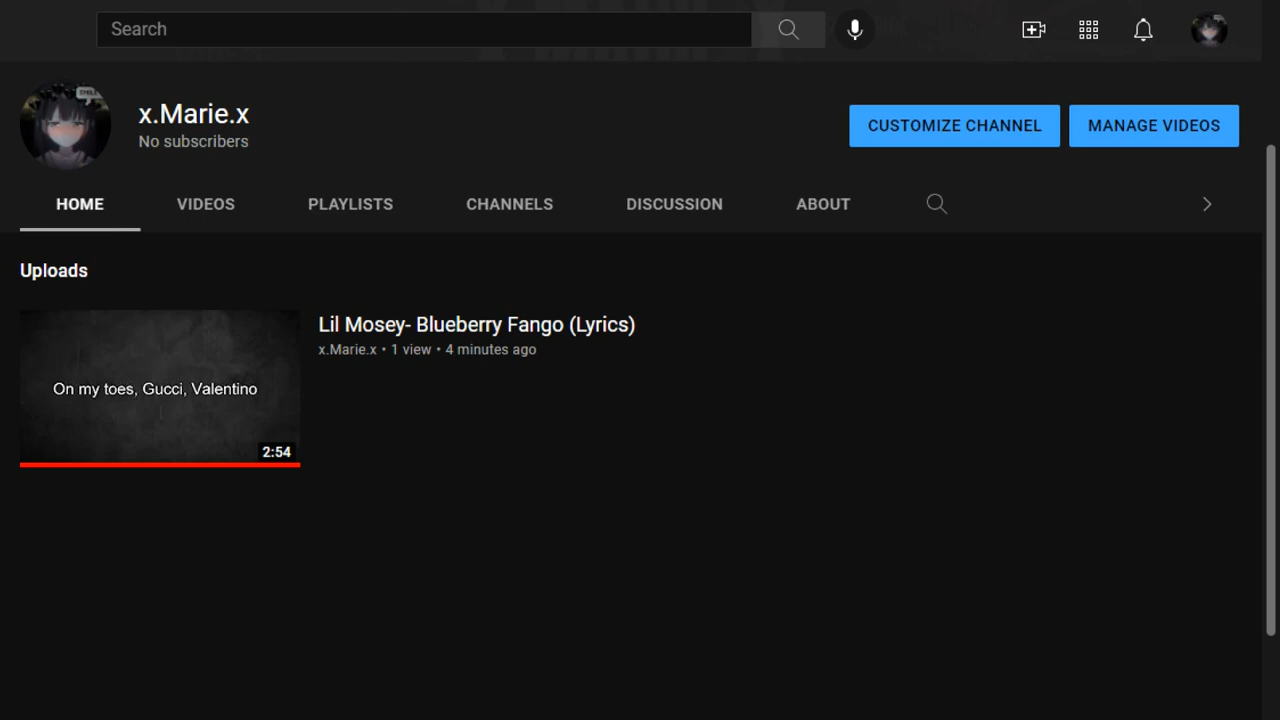 Search
x.Marie.x
No subscribers
CUSTOMIZE CHANNEL
MANAGE VIDEOS
HOME
VIDEOS
PLAYLISTS
CHANNELS
DISCUSSION
ABOUT
Uploads
On my toes, Gucci, Valentino
2:54
Lil Mosey- Blueberry Fango (Lyrics)
x.Marie.x • 1 view • 4 minutes ago